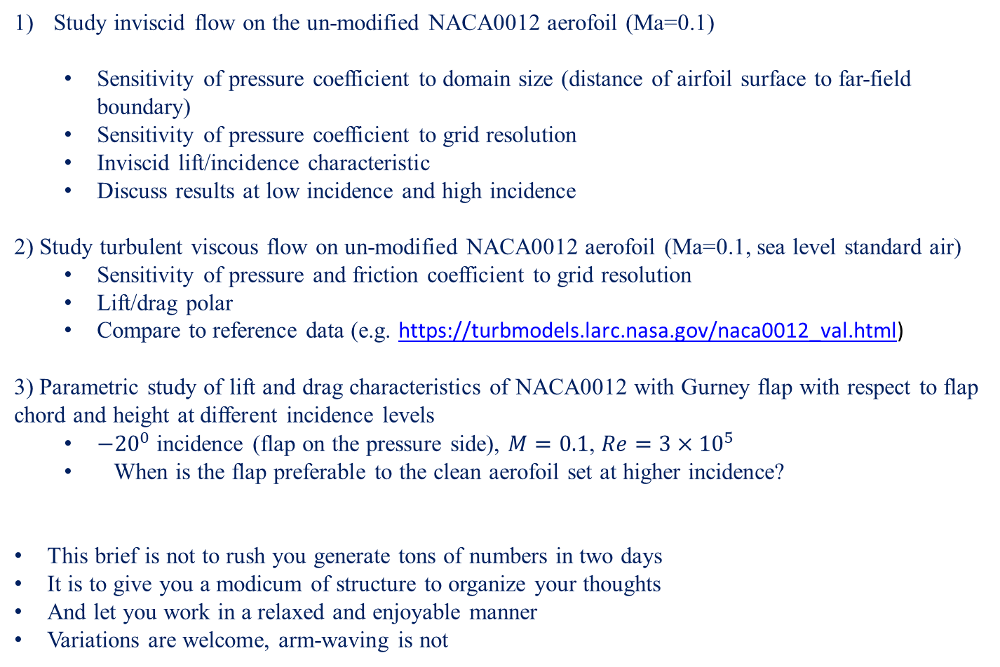 1) Study inviscid flow on the un-modified NACA0012 aerofoil (Ma=0.1)
• Sensitivity of pressure coefficient to domain size (distance of airfoil surface to far-field
boundary)
• Sensitivity of pressure coefficient to grid resolution
• Inviscid lift/incidence characteristic
• Discuss results at low incidence and high incidence
2) Study turbulent viscous flow on un-modified NACA0012 aerofoil (Ma=0.1, sea level standard air)
• Sensitivity of pressure and friction coefficient to grid resolution
• Lift/drag polar
• Compare to reference data (e.g. https://turbmodels.larc.nasa.gov/naca0012_val.html)
3) Parametric study of lift and drag characteristics of NACA0012 with Gurney flap with respect to flap
chord and height at different incidence levels
• −20⁰ incidence (flap on the pressure side), M = 0.1, Re = 3 × 10⁵
• When is the flap preferable to the clean aerofoil set at higher incidence?
• This brief is not to rush you generate tons of numbers in two days
• It is to give you a modicum of structure to organize your thoughts
• And let you work in a relaxed and enjoyable manner
• Variations are welcome, arm-waving is not